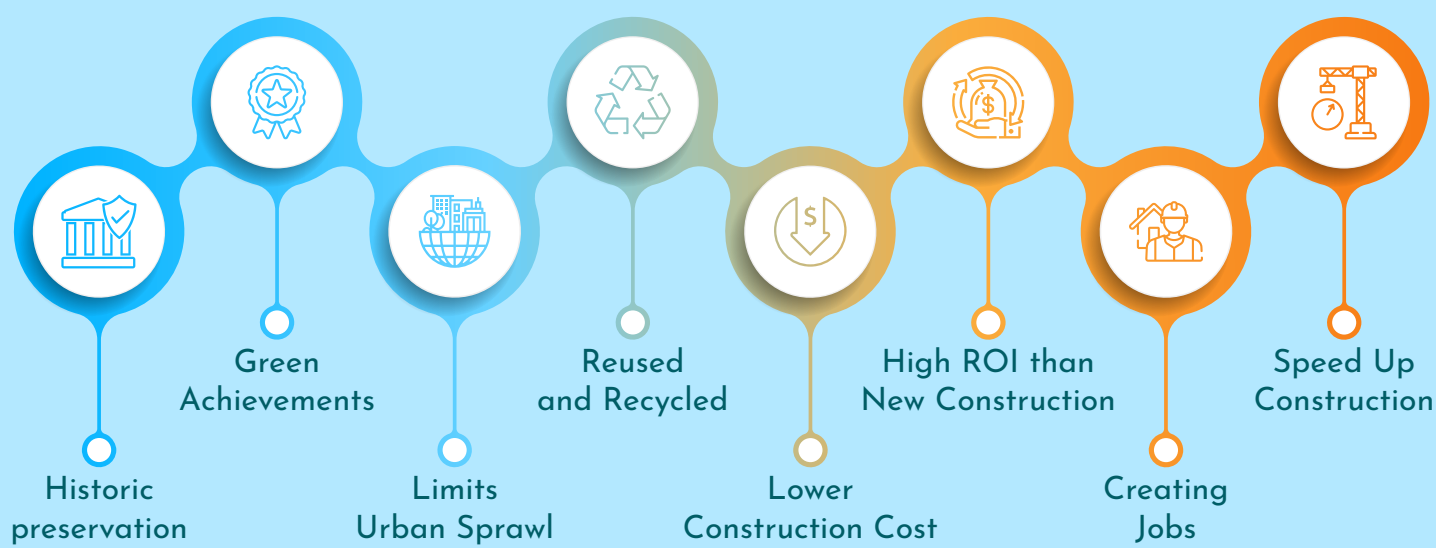 Historic
preservation
Green
Achievements
Limits
Urban Sprawl
Reused
and Recycled
$
Lower
Construction Cost
$
High ROI than
New Construction
Creating
Jobs
Speed Up
Construction